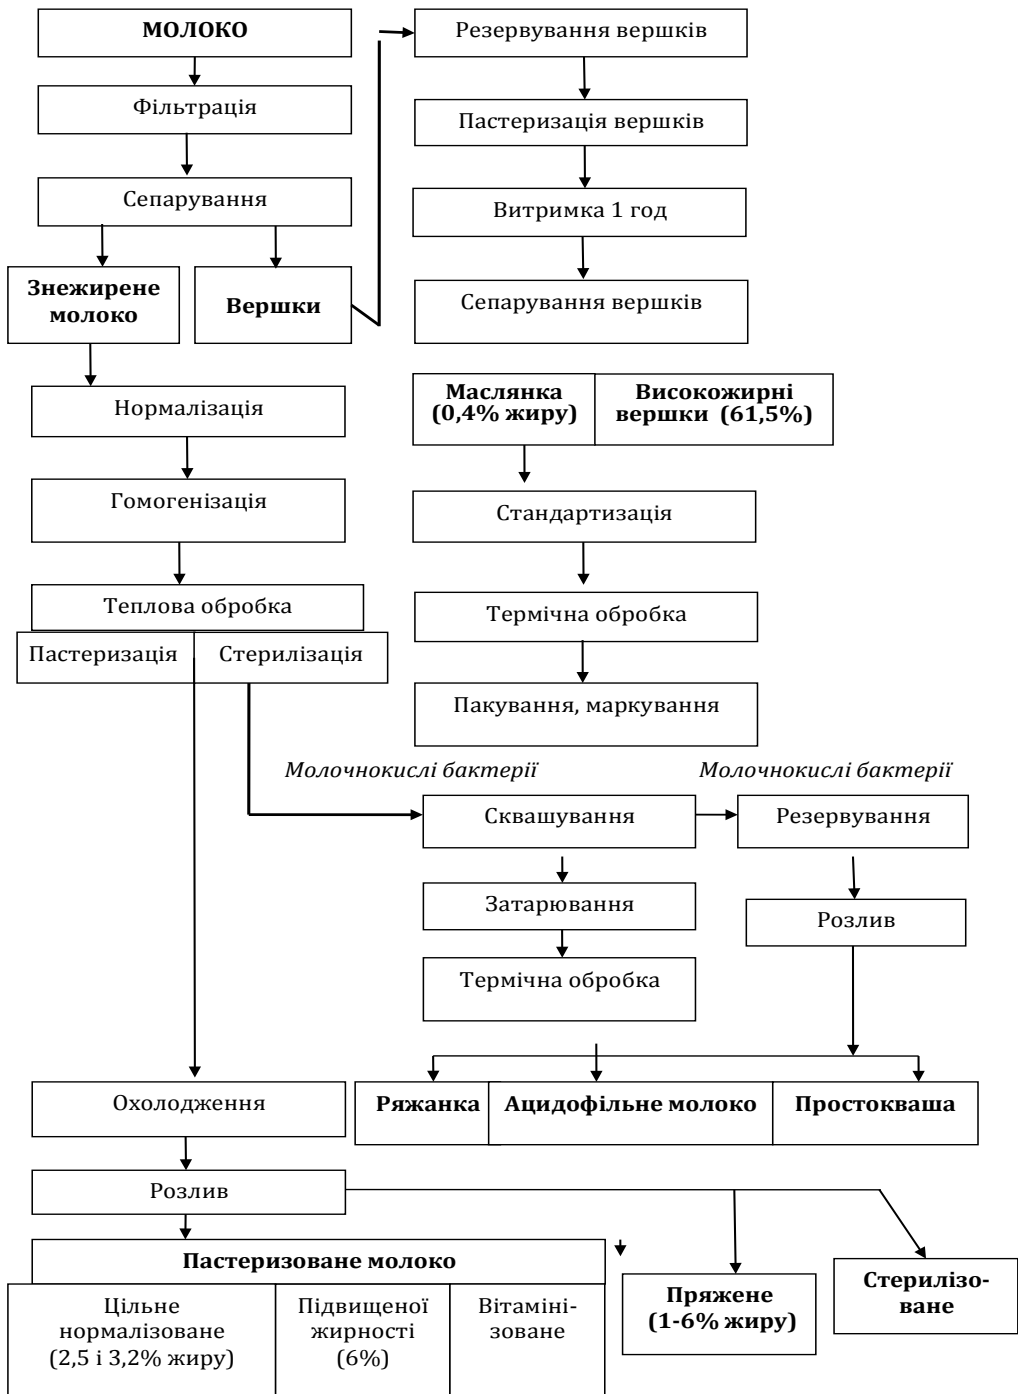 МОЛОКО
Резервування вершків
Фільтрація
Пастеризація вершків
Сепарування
Витримка 1 год
Знежирене
молоко
Вершки
Сепарування вершків
Нормалізація
Маслянка
(0,4% жиру)
Високожирні
вершки (61,5%)
Гомогенізація
Стандартизація
Теплова обробка
Термічна обробка
Пастеризація
Стерилізація
Пакування, маркування
Молочнокислі бактерії
Молочнокислі бактерії
Сквашування
Резервування
Затарювання
Розлив
Термічна обробка
Охолодження
Ряжанка
Ацидофільне молоко
Простокваша
Розлив
Пастеризоване молоко
Цільне
нормалізоване
(2,5 і 3,2% жиру)
Підвищеної
жирності
(6%)
Вітаміні-
зоване
Пряжене
(1-6% жиру)
Стерилізо-
ване